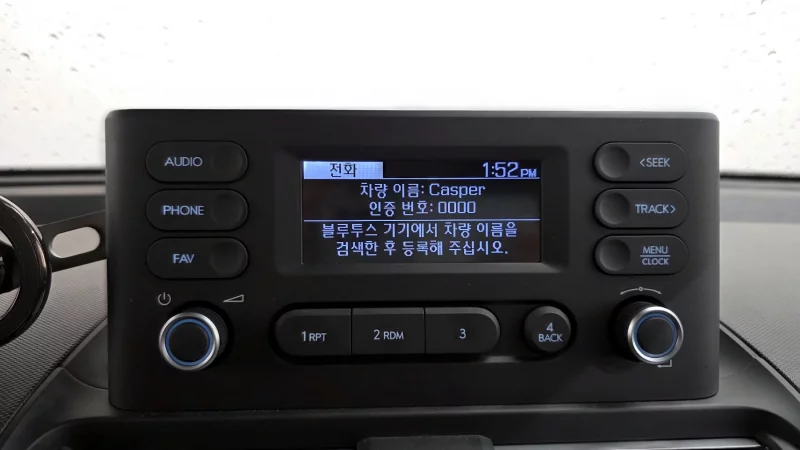 전화 1:52 PM
차량 이름: Casper
인증 번호: 0000
블루투스 기기에서 차량 이름을
검색한 후 등록해 주십시오.
AUDIO
PHONE
FAV
<SEEK
TRACK>
MENU
CLOCK
1 RPT
2 RDM
3
4
BACK